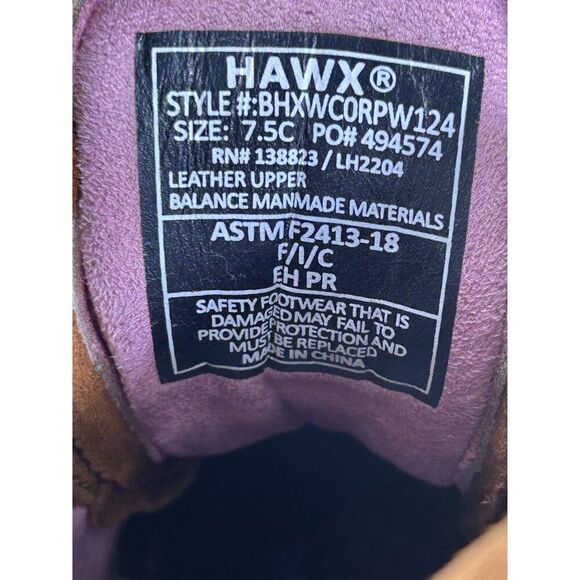 HAWX®
STYLE #:BHXWC0RPW124
SIZE: 7.5C PO# 494574
RN# 138823 / LH2204
LEATHER UPPER
BALANCE MANMADE MATERIALS
ASTM F2413-18
F/I/C
EH PR
SAFETY FOOTWEAR THAT IS
DAMAGED MAY FAIL TO
PROVIDE PROTECTION AND
MUST BE REPLACED
MADE IN CHINA